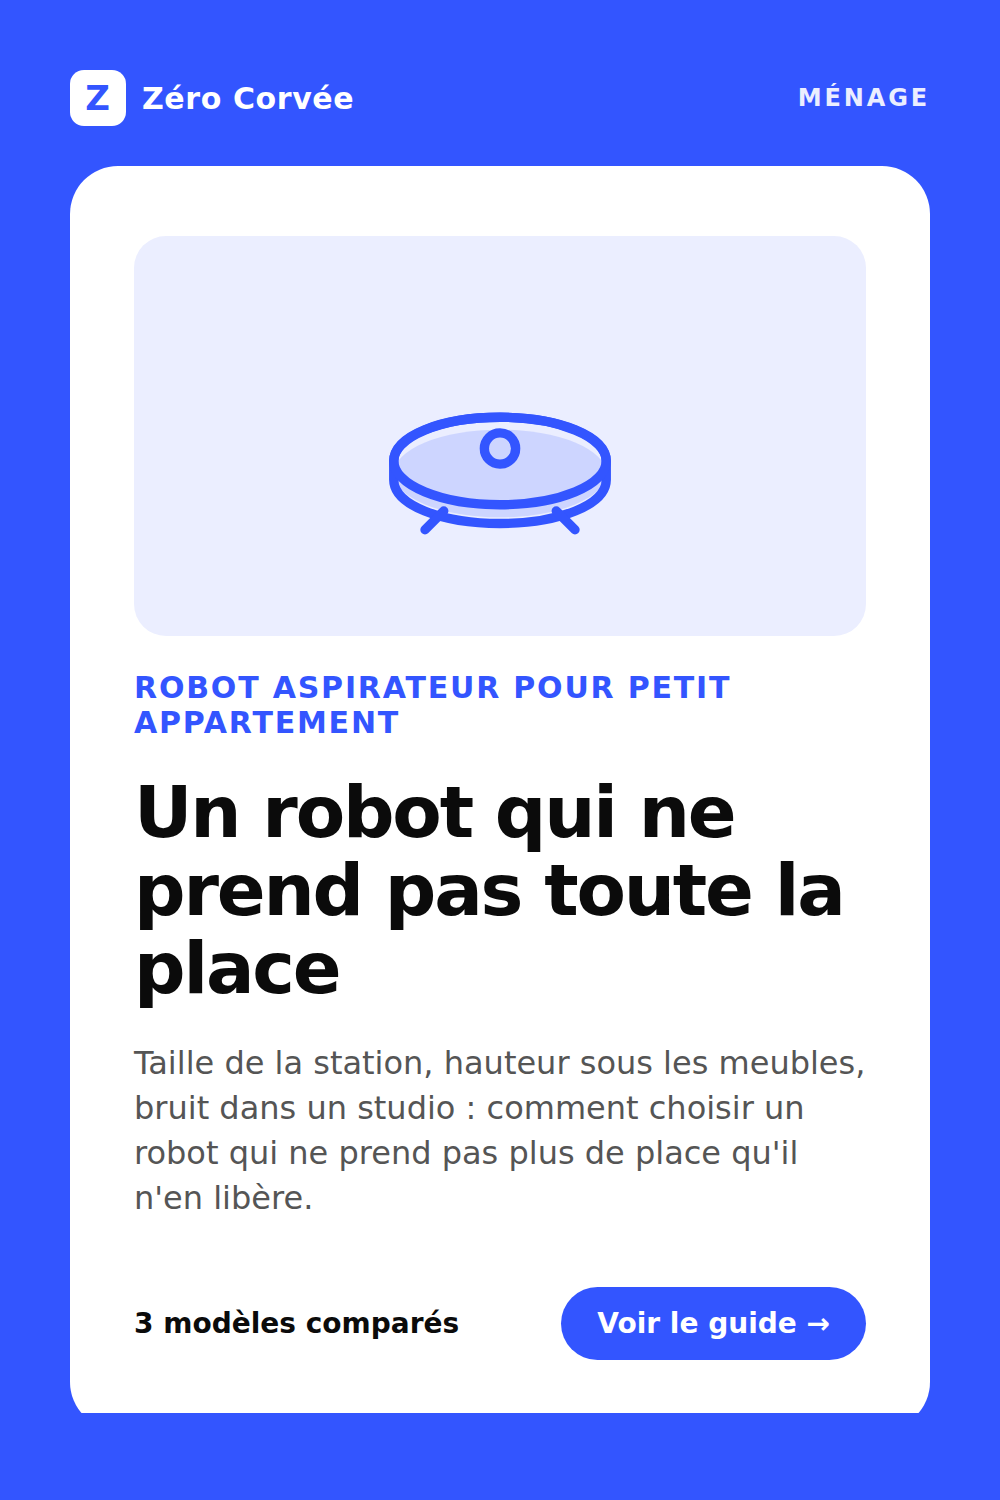 Z Zéro Corvée
MÉNAGE
ROBOT ASPIRATEUR POUR PETIT
APPARTEMENT
Un robot qui ne
prend pas toute la
place
Taille de la station, hauteur sous les meubles,
bruit dans un studio : comment choisir un
robot qui ne prend pas plus de place qu'il
n'en libère.
3 modèles comparés
Voir le guide →